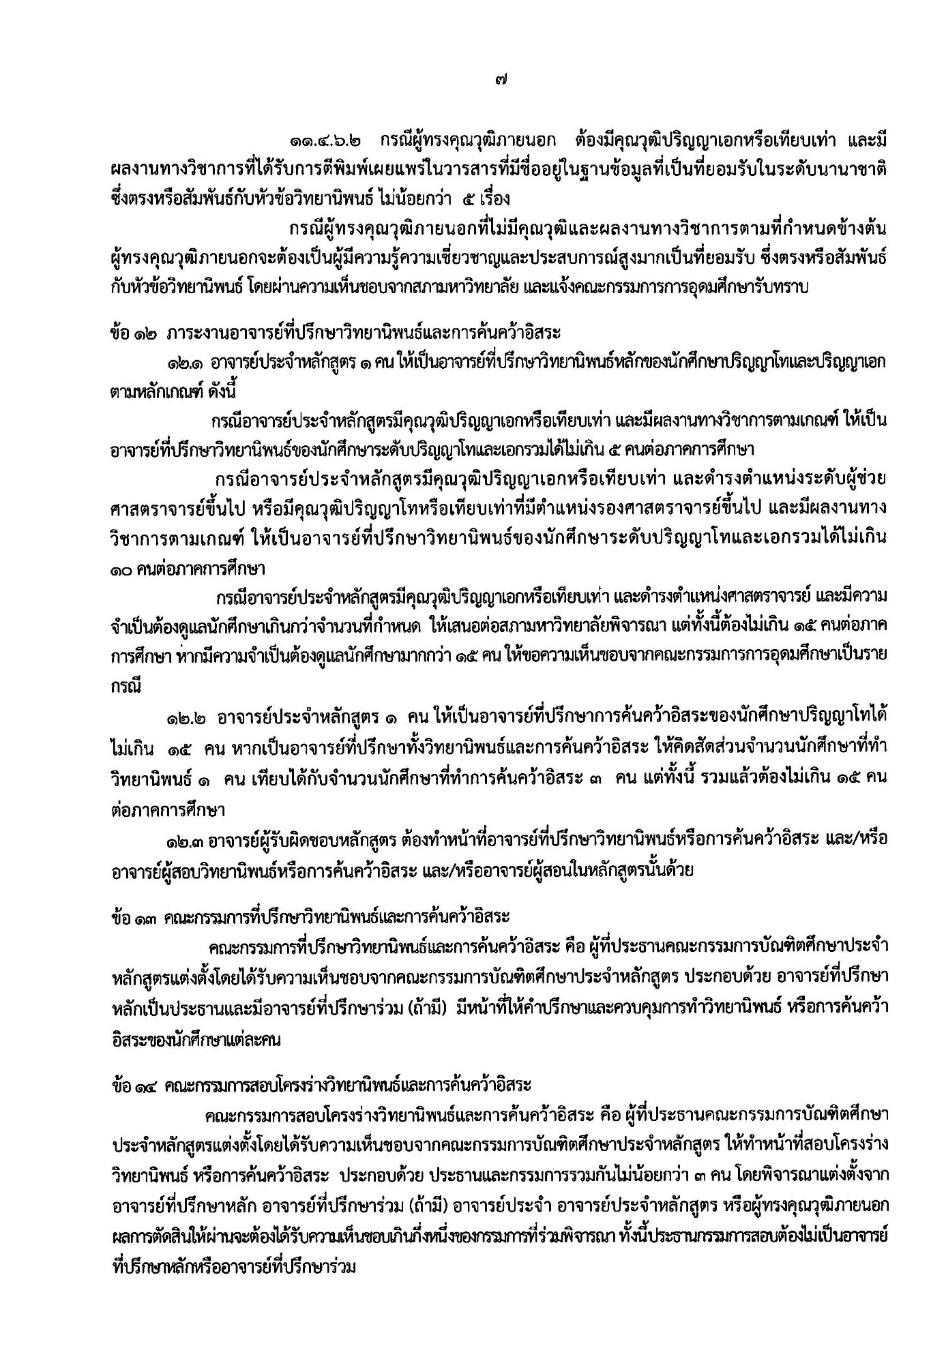 ๗
๑๑.๔.๖.๒ กรณีผู้ทรงคุณวุฒิภายนอก ต้องมีคุณวุฒิปริญญาเอกหรือเทียบเท่า และมี
ผลงานทางวิชาการที่ได้รับการตีพิมพ์เผยแพร่ในวารสารที่มีชื่ออยู่ในฐานข้อมูลที่เป็นที่ยอมรับในระดับนานาชาติ
ซึ่งตรงหรือสัมพันธ์กับหัวข้อวิทยานิพนธ์ ไม่น้อยกว่า ๕ เรื่อง
กรณีผู้ทรงคุณวุฒิภายนอกที่ไม่มีคุณวุฒิและผลงานทางวิชาการตามที่กำหนดข้างต้น
ผู้ทรงคุณวุฒิภายนอกจะต้องเป็นผู้มีความรู้ความเชี่ยวชาญและประสบการณ์สูงมากเป็นที่ยอมรับ ซึ่งตรงหรือสัมพันธ์
กับหัวข้อวิทยานิพนธ์ โดยผ่านความเห็นชอบจากสภามหาวิทยาลัย และแจ้งคณะกรรมการการอุดมศึกษารับทราบ
ข้อ ๑๒ ภาระงานอาจารย์ที่ปรึกษาวิทยานิพนธ์และการค้นคว้าอิสระ
๑๒.๑ อาจารย์ประจำหลักสูตร ๑ คน ให้เป็นอาจารย์ที่ปรึกษาวิทยานิพนธ์หลักของนักศึกษาปริญญาโทและปริญญาเอก
ตามหลักเกณฑ์ ดังนี้
กรณีอาจารย์ประจำหลักสูตรมีคุณวุฒิปริญญาเอกหรือเทียบเท่า และมีผลงานทางวิชาการตามเกณฑ์ ให้เป็น
อาจารย์ที่ปรึกษาวิทยานิพนธ์ของนักศึกษาระดับปริญญาโทและเอกรวมได้ไม่เกิน ๕ คนต่อภาคการศึกษา
กรณีอาจารย์ประจำหลักสูตรมีคุณวุฒิปริญญาเอกหรือเทียบเท่า และดำรงตำแหน่งระดับผู้ช่วย
ศาสตราจารย์ขึ้นไป หรือมีคุณวุฒิปริญญาโทหรือเทียบเท่าที่มีตำแหน่งรองศาสตราจารย์ขึ้นไป และมีผลงานทาง
วิชาการตามเกณฑ์ ให้เป็นอาจารย์ที่ปรึกษาวิทยานิพนธ์ของนักศึกษาระดับปริญญาโทและเอกรวมได้ไม่เกิน
๑๐ คนต่อภาคการศึกษา
กรณีอาจารย์ประจำหลักสูตรมีคุณวุฒิปริญญาเอกหรือเทียบเท่า และดำรงตำแหน่งศาสตราจารย์ และมีความ
จำเป็นต้องดูแลนักศึกษาเกินกว่าจำนวนที่กำหนด ให้เสนอต่อสภามหาวิทยาลัยพิจารณา แต่ทั้งนี้ต้องไม่เกิน ๑๕ คนต่อภาค
การศึกษา หากมีความจำเป็นต้องดูแลนักศึกษามากกว่า ๑๕ คน ให้ขอความเห็นชอบจากคณะกรรมการการอุดมศึกษาเป็นราย
กรณี
๑๒.๒ อาจารย์ประจำหลักสูตร ๑ คน ให้เป็นอาจารย์ที่ปรึกษาการค้นคว้าอิสระของนักศึกษาปริญญาโทได้
ไม่เกิน ๑๕ คน หากเป็นอาจารย์ที่ปรึกษาทั้งวิทยานิพนธ์และการค้นคว้าอิสระ ให้คิดสัดส่วนจำนวนนักศึกษาที่ทำ
วิทยานิพนธ์ ๑ คน เทียบได้กับจำนวนนักศึกษาที่ทำการค้นคว้าอิสระ ๓ คน แต่ทั้งนี้ รวมแล้วต้องไม่เกิน ๑๕ คน
ต่อภาคการศึกษา
๑๒.๓ อาจารย์ผู้รับผิดชอบหลักสูตร ต้องทำหน้าที่อาจารย์ที่ปรึกษาวิทยานิพนธ์หรือการค้นคว้าอิสระ และ/หรือ
อาจารย์ผู้สอบวิทยานิพนธ์หรือการค้นคว้าอิสระ และ/หรืออาจารย์ผู้สอนในหลักสูตรนั้นด้วย
ข้อ ๑๓ คณะกรรมการที่ปรึกษาวิทยานิพนธ์และการค้นคว้าอิสระ
คณะกรรมการที่ปรึกษาวิทยานิพนธ์และการค้นคว้าอิสระ คือ ผู้ที่ประธานคณะกรรมการบัณฑิตศึกษาประจำ
หลักสูตรแต่งตั้งโดยได้รับความเห็นชอบจากคณะกรรมการบัณฑิตศึกษาประจำหลักสูตร ประกอบด้วย อาจารย์ที่ปรึกษา
หลักเป็นประธานและมีอาจารย์ที่ปรึกษาร่วม (ถ้ามี) มีหน้าที่ให้คำปรึกษาและควบคุมการทำวิทยานิพนธ์ หรือการค้นคว้า
อิสระของนักศึกษาแต่ละคน
ข้อ ๑๔ คณะกรรมการสอบโครงร่างวิทยานิพนธ์และการค้นคว้าอิสระ
คณะกรรมการสอบโครงร่างวิทยานิพนธ์และการค้นคว้าอิสระ คือ ผู้ที่ประธานคณะกรรมการบัณฑิตศึกษา
ประจำหลักสูตรแต่งตั้งโดยได้รับความเห็นชอบจากคณะกรรมการบัณฑิตศึกษาประจำหลักสูตร ให้ทำหน้าที่สอบโครงร่าง
วิทยานิพนธ์ หรือการค้นคว้าอิสระ ประกอบด้วย ประธานและกรรมการรวมกันไม่น้อยกว่า ๓ คน โดยพิจารณาแต่งตั้งจาก
อาจารย์ที่ปรึกษาหลัก อาจารย์ที่ปรึกษาร่วม (ถ้ามี) อาจารย์ประจำ อาจารย์ประจำหลักสูตร หรือผู้ทรงคุณวุฒิภายนอก
ผลการตัดสินให้ผ่านจะต้องได้รับความเห็นชอบเกินกึ่งหนึ่งของกรรมการที่ร่วมพิจารณา ทั้งนี้ประธานกรรมการสอบต้องไม่เป็นอาจารย์
ที่ปรึกษาหลักหรืออาจารย์ที่ปรึกษาร่วม